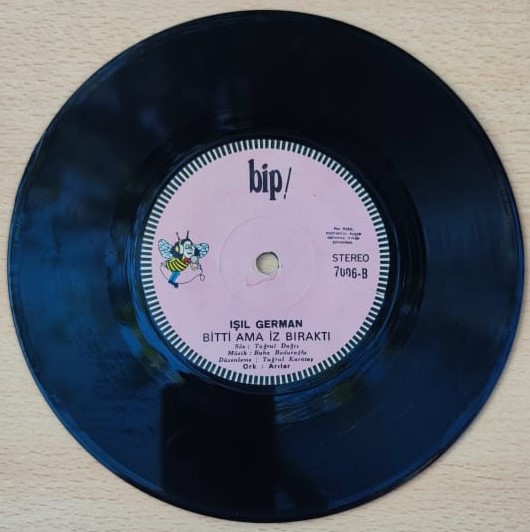 bip!
STEREO
7006-B
IŞIL GERMAN
BİTTİ AMA İZ BIRAKTI
Söz : Tuğrul Dağcı
Müzik : Baha Boduroğlu
Düzenleme : Tuğrul Karataş
Ork : Arılar